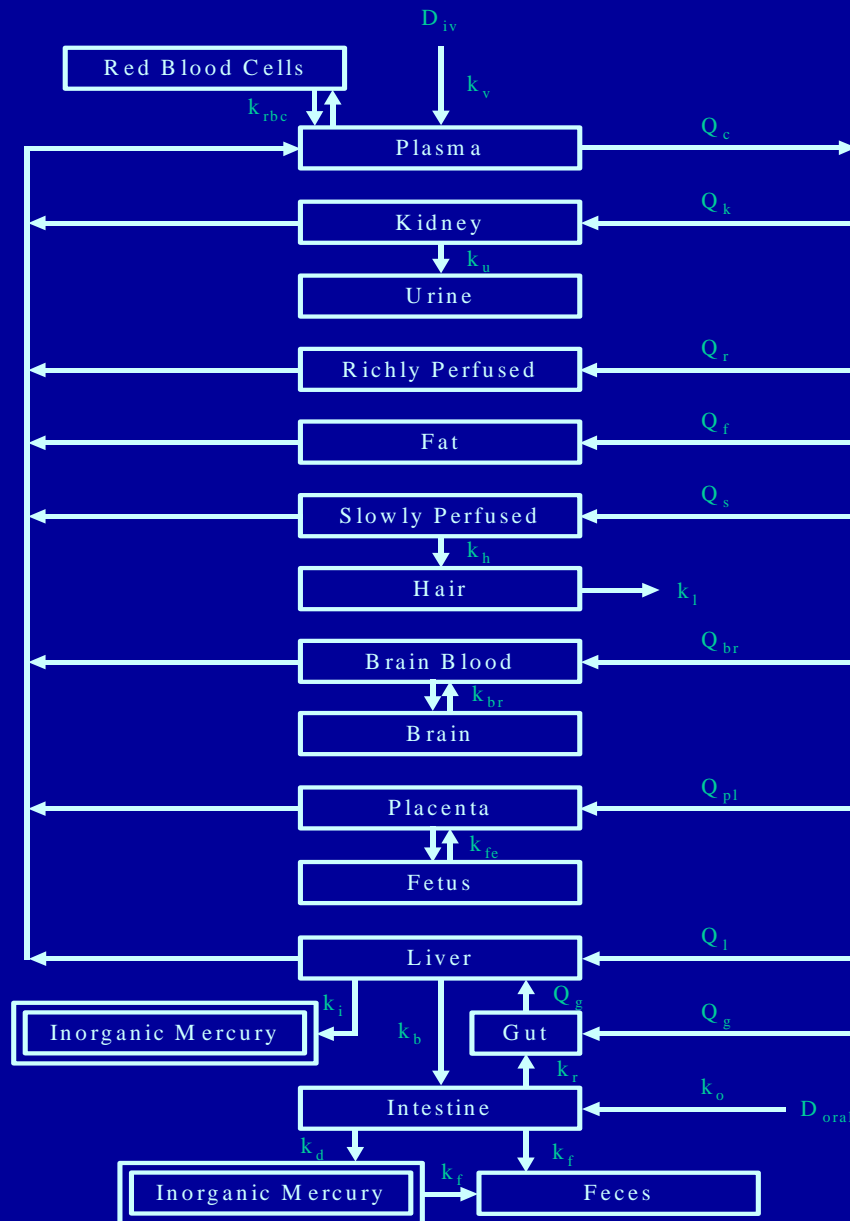 D iv
Red Blood Cells
k v
k rbc
Q c
Plasma
Q k
Kidney
k u
Urine
Q r
Richly Perfused
Q f
Fat
Q s
Slowly Perfused
k h
Hair
k l
Q br
Brain Blood
k br
Brain
Q pl
Placenta
k fe
Fetus
Q l
Liver
k i
Q g
Q g
Inorganic Mercury
k b
Gut
k r
k o
Intestine
D oral
k d
k f
k f
Inorganic Mercury
Feces